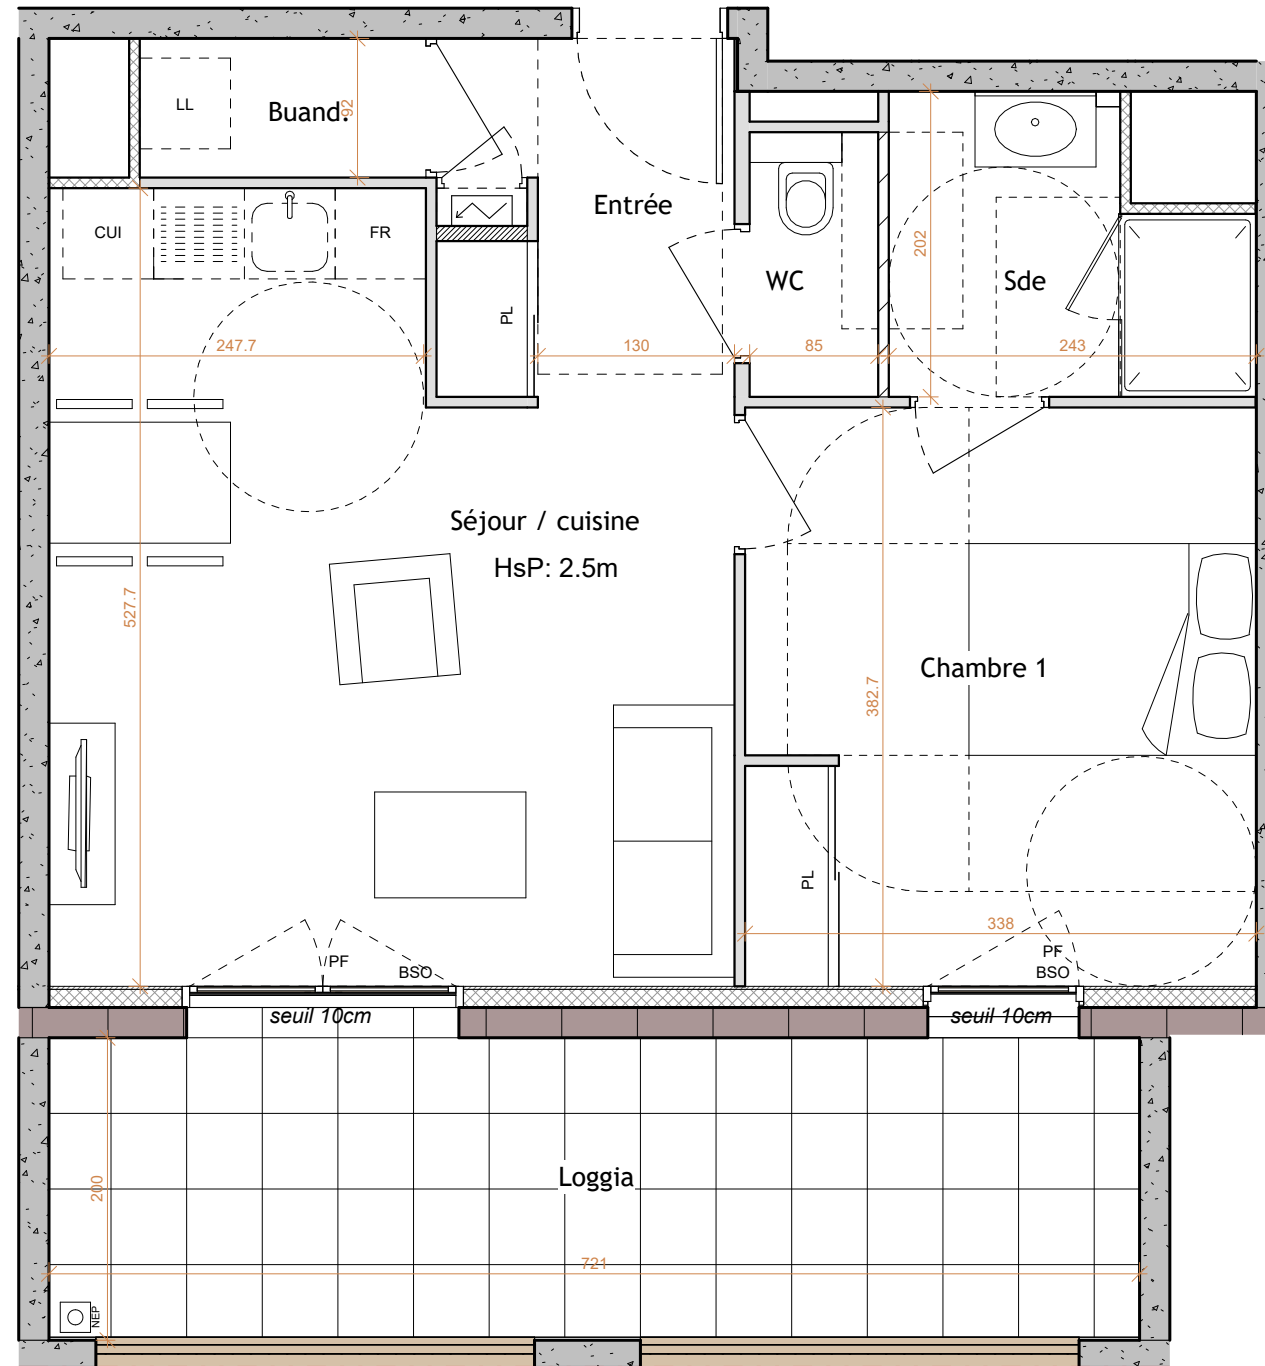 LL
Buand.
92
Entrée
CUI
FR
PL
WC
202
Sde
247.7
130
85
243
Séjour / cuisine
HsP: 2.5m
527.7
Chambre 1
382.7
PL
338
PF
BSO
PF
BSO
seuil 10cm
seuil 10cm
Loggia
200
721
NEP